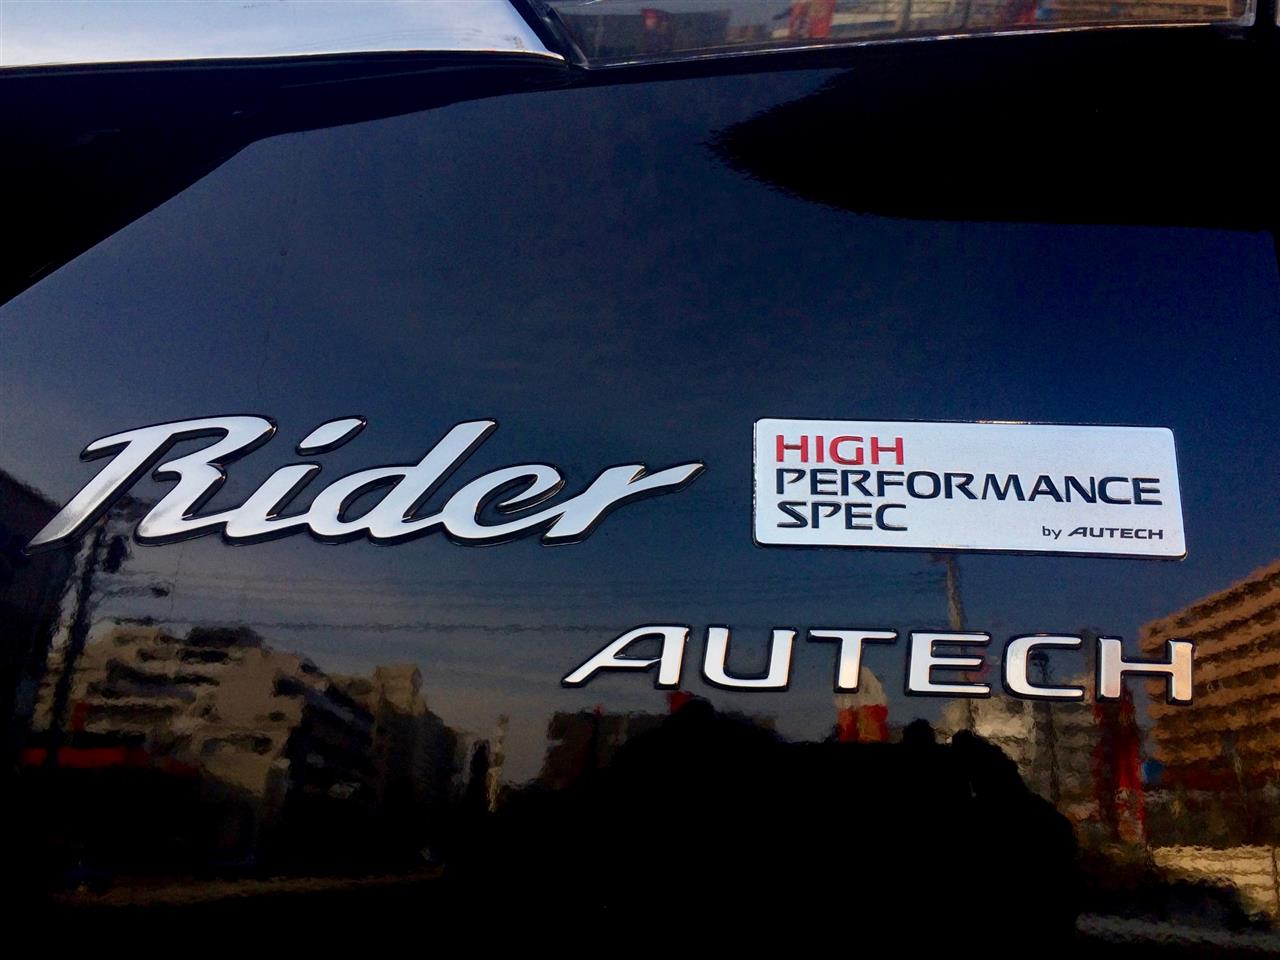 Rider
HIGH
PERFORMANCE
SPEC
by AUTECH
AUTECH